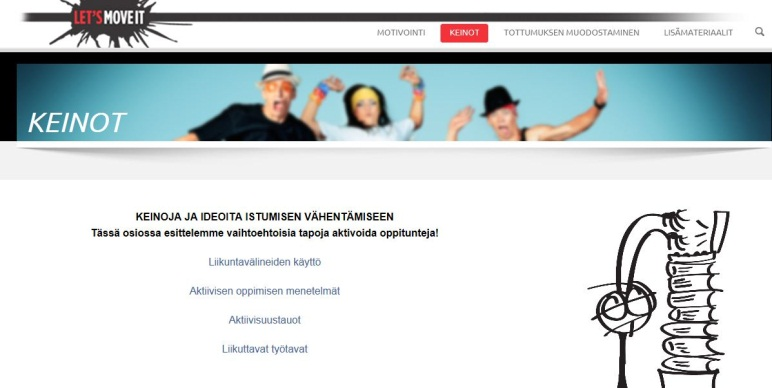 LET'S MOVE IT
MOTIVOINTI KEINOT TOTTUMUKSEN MUODOSTAMINEN LISÄMATERIAALIT
KEINOT
KEINOJA JA IDEOITA ISTUMISEN VÄHENTÄMISEEN
Tässä osiossa esittelemme vaihtoehtoisia tapoja aktivoida oppitunteja!
Liikuntavälineiden käyttö
Aktiivisen oppimisen menetelmät
Aktiivisuustauot
Liikuttavat työtavat